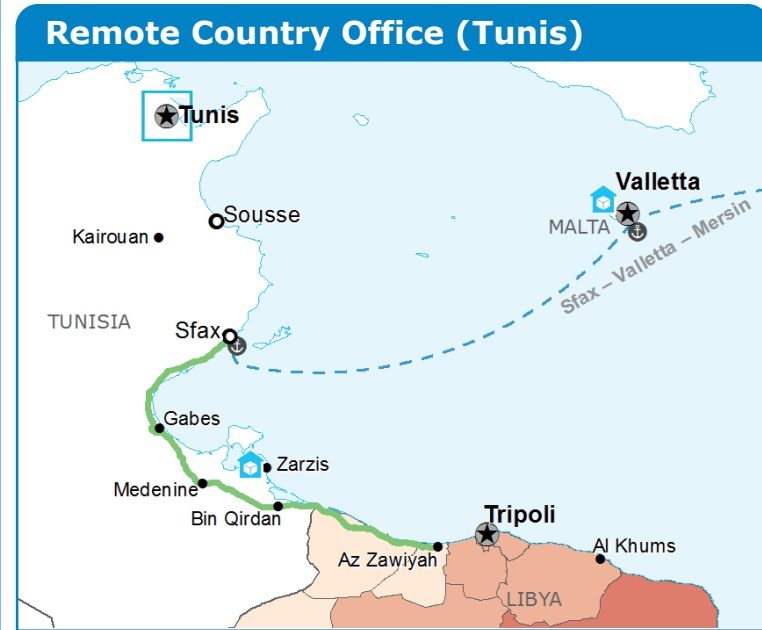 Remote Country Office (Tunis)
Tunis
Valletta
Sousse
MALTA
Kairouan
Sfax – Valletta – Mersin
TUNISIA
Sfax
Gabes
Zarzis
Medenine
Bin Qirdan
Tripoli
Az Zawiyah
Al Khums
LIBYA